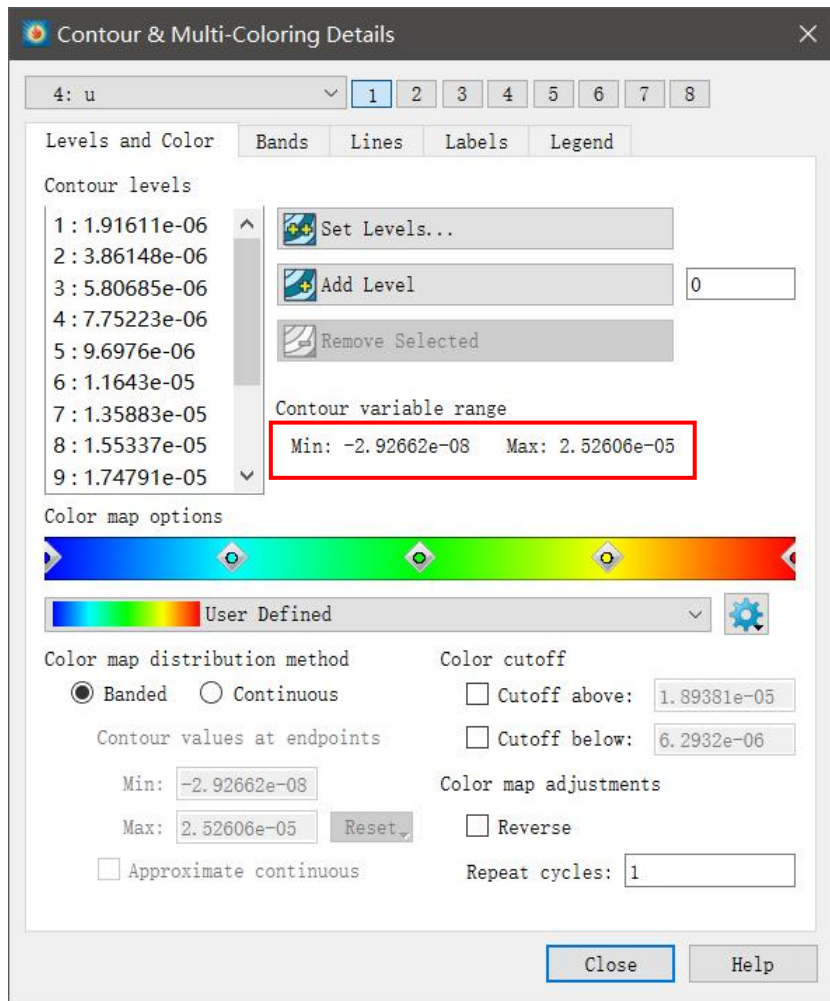 Contour & Multi-Coloring Details
4: u 1 2 3 4 5 6 7 8
Levels and Color Bands Lines Labels Legend
Contour levels
1 : 1.91611e-06
2 : 3.86148e-06
3 : 5.80685e-06
4 : 7.75223e-06
5 : 9.6976e-06
6 : 1.1643e-05
7 : 1.35883e-05
8 : 1.55337e-05
9 : 1.74791e-05
Set Levels...
Add Level 0
Remove Selected
Contour variable range
Min: -2.92662e-08 Max: 2.52606e-05
Color map options
User Defined
Color map distribution method
Banded Continuous
Contour values at endpoints
Min: -2.92662e-08
Max: 2.52606e-05 Reset
Approximate continuous
Color cutoff
Cutoff above: 1.89381e-05
Cutoff below: 6.2932e-06
Color map adjustments
Reverse
Repeat cycles: 1
Close Help